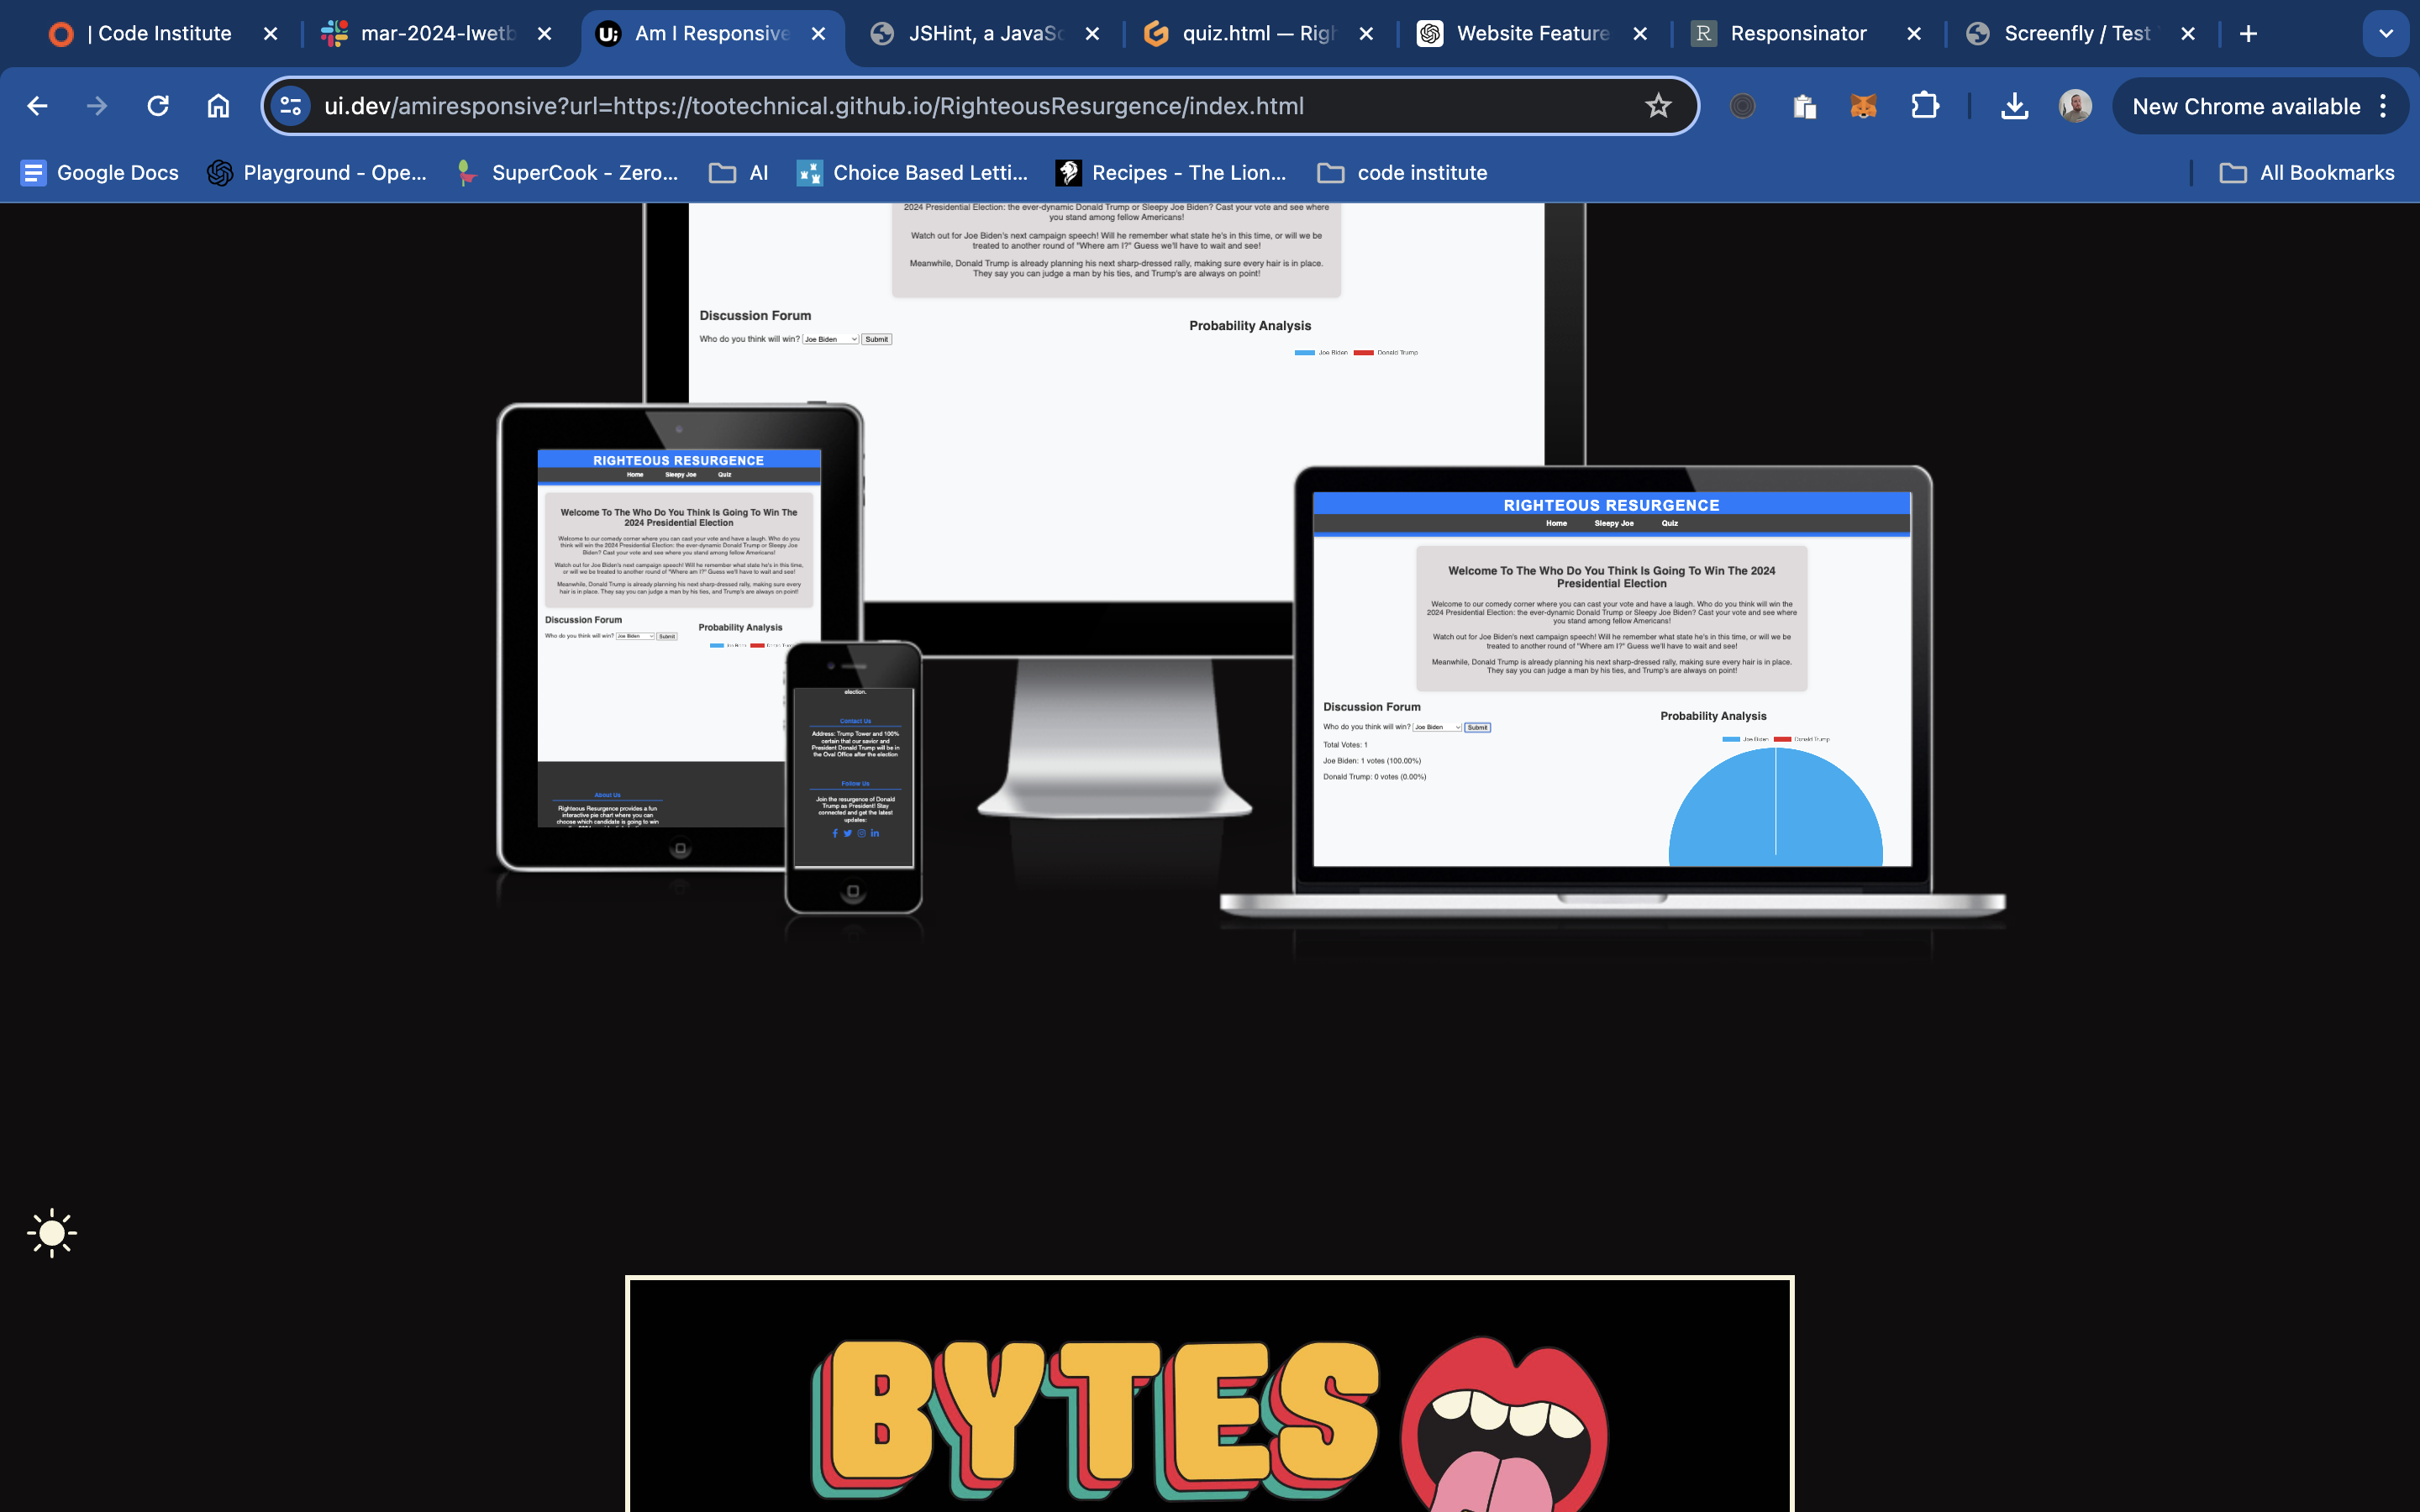 | Code Institute
mar-2024-lwetb
Am I Responsive
JSHint, a JavaSc
quiz.html — Righ
Website Feature
Responsinator
Screenfly / Test
ui.dev/amiresponsive?url=https://tootechnical.github.io/RighteousResurgence/index.html
New Chrome available
Google Docs
Playground - Ope...
SuperCook - Zero...
AI
Choice Based Letti...
Recipes - The Lion...
code institute
All Bookmarks
2024 Presidential Election: the ever-dynamic Donald Trump or Sleepy Joe Biden? Cast your vote and see where
you stand among fellow Americans!
Watch out for Joe Biden's next campaign speech! Will he remember what state he's in this time, or will we be
treated to another round of "Where am I?" Guess we'll have to wait and see!
Meanwhile, Donald Trump is already planning his next sharp-dressed rally, making sure every hair is in place.
They say you can judge a man by his ties, and Trump's are always on point!
Discussion Forum
Who do you think will win? Joe Biden Submit
Probability Analysis
Joe Biden Donald Trump
RIGHTEOUS RESURGENCE
Home Sleepy Joe Quiz
Welcome To The Who Do You Think Is Going To Win The
2024 Presidential Election
Welcome to our comedy corner where you can cast your vote and have a laugh. Who do you
think will win the 2024 Presidential Election: the ever-dynamic Donald Trump or Sleepy Joe
Biden? Cast your vote and see where you stand among fellow Americans!
Watch out for Joe Biden's next campaign speech! Will he remember what state he's in this time,
or will we be treated to another round of "Where am I?" Guess we'll have to wait and see!
Meanwhile, Donald Trump is already planning his next sharp-dressed rally, making sure every
hair is in place. They say you can judge a man by his ties, and Trump's are always on point!
Discussion Forum
Who do you think will win? Joe Biden Submit
Probability Analysis
About Us
Righteous Resurgence provides a fun
interactive pie chart where you can
choose which candidate is going to win
election.
Contact Us
Address: Trump Tower and 100%
certain that our savior and
President Donald Trump will be in
the Oval Office after the election
Follow Us
Join the resurgence of Donald
Trump as President! Stay
connected and get the latest
updates:
RIGHTEOUS RESURGENCE
Home Sleepy Joe Quiz
Welcome To The Who Do You Think Is Going To Win The 2024
Presidential Election
Welcome to our comedy corner where you can cast your vote and have a laugh. Who do you think will win the
2024 Presidential Election: the ever-dynamic Donald Trump or Sleepy Joe Biden? Cast your vote and see where
you stand among fellow Americans!
Watch out for Joe Biden's next campaign speech! Will he remember what state he's in this time, or will we be
treated to another round of "Where am I?" Guess we'll have to wait and see!
Meanwhile, Donald Trump is already planning his next sharp-dressed rally, making sure every hair is in place.
They say you can judge a man by his ties, and Trump's are always on point!
Discussion Forum
Who do you think will win? Joe Biden Submit
Total Votes: 1
Joe Biden: 1 votes (100.00%)
Donald Trump: 0 votes (0.00%)
Probability Analysis
Joe Biden Donald Trump
BYTES